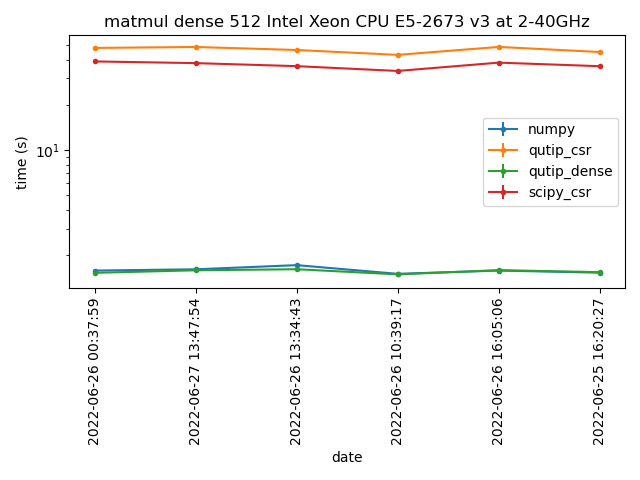 matmul dense 512 Intel Xeon CPU E5-2673 v3 at 2-40GHz
time (s)
10^1
numpy
qutip_csr
qutip_dense
scipy_csr
2022-06-26 00:37:59
2022-06-27 13:47:54
2022-06-26 13:34:43
2022-06-26 10:39:17
2022-06-26 16:05:06
2022-06-25 16:20:27
date